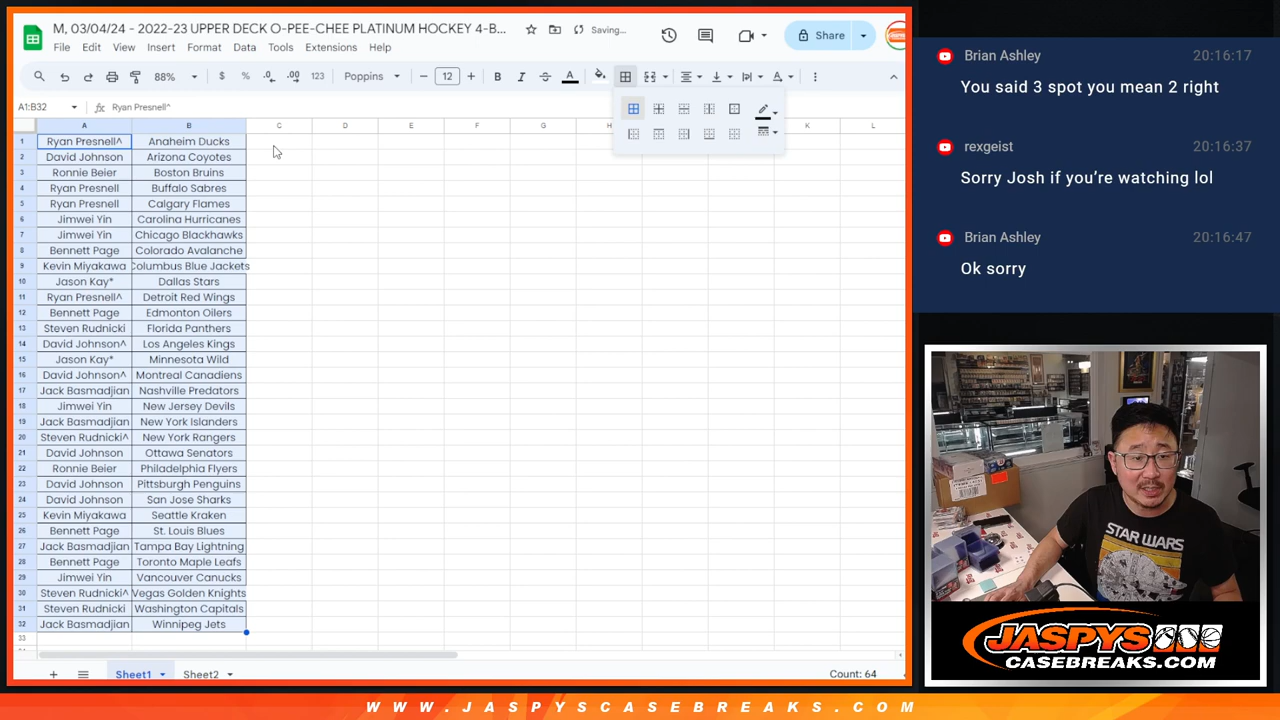 M, 03/04/24 - 2022-23 UPPER DECK O-PEE-CHEE PLATINUM HOCKEY 4-B...
Saving...
Share
File Edit View Insert Format Data Tools Extensions Help
88% $ % .0 .00 123 Poppins 12 B I A
A1:B32 fx Ryan Presnell^
A B C D E F G H K L
1 Ryan Presnell^ Anaheim Ducks
2 David Johnson Arizona Coyotes
3 Ronnie Beier Boston Bruins
4 Ryan Presnell Buffalo Sabres
5 Ryan Presnell Calgary Flames
6 Jimwei Yin Carolina Hurricanes
7 Jimwei Yin Chicago Blackhawks
8 Bennett Page Colorado Avalanche
9 Kevin Miyakawa Columbus Blue Jackets
10 Jason Kay* Dallas Stars
11 Ryan Presnell^ Detroit Red Wings
12 Bennett Page Edmonton Oilers
13 Steven Rudnicki Florida Panthers
14 David Johnson^ Los Angeles Kings
15 Jason Kay* Minnesota Wild
16 David Johnson^ Montreal Canadiens
17 Jack Basmadjian Nashville Predators
18 Jimwei Yin New Jersey Devils
19 Jack Basmadjian New York Islanders
20 Steven Rudnicki^ New York Rangers
21 David Johnson Ottawa Senators
22 Ronnie Beier Philadelphia Flyers
23 David Johnson Pittsburgh Penguins
24 David Johnson San Jose Sharks
25 Kevin Miyakawa Seattle Kraken
26 Bennett Page St. Louis Blues
27 Jack Basmadjian Tampa Bay Lightning
28 Bennett Page Toronto Maple Leafs
29 Jimwei Yin Vancouver Canucks
30 Steven Rudnicki^ Vegas Golden Knights
31 Steven Rudnicki Washington Capitals
32 Jack Basmadjian Winnipeg Jets
33
Sheet1 Sheet2 Count: 64
Brian Ashley 20:16:17
You said 3 spot you mean 2 right
rexgeist 20:16:37
Sorry Josh if you're watching lol
Brian Ashley 20:16:47
Ok sorry
STAR WARS
JASPYS
CASEBREAKS.COM
WWW.JASPYSCASEBREAKS.COM